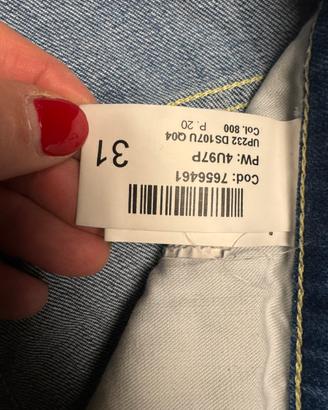 Cod: 7656461
PW: 4U97P
UP232 DS107U Q04
Col. 800 P. 20
31